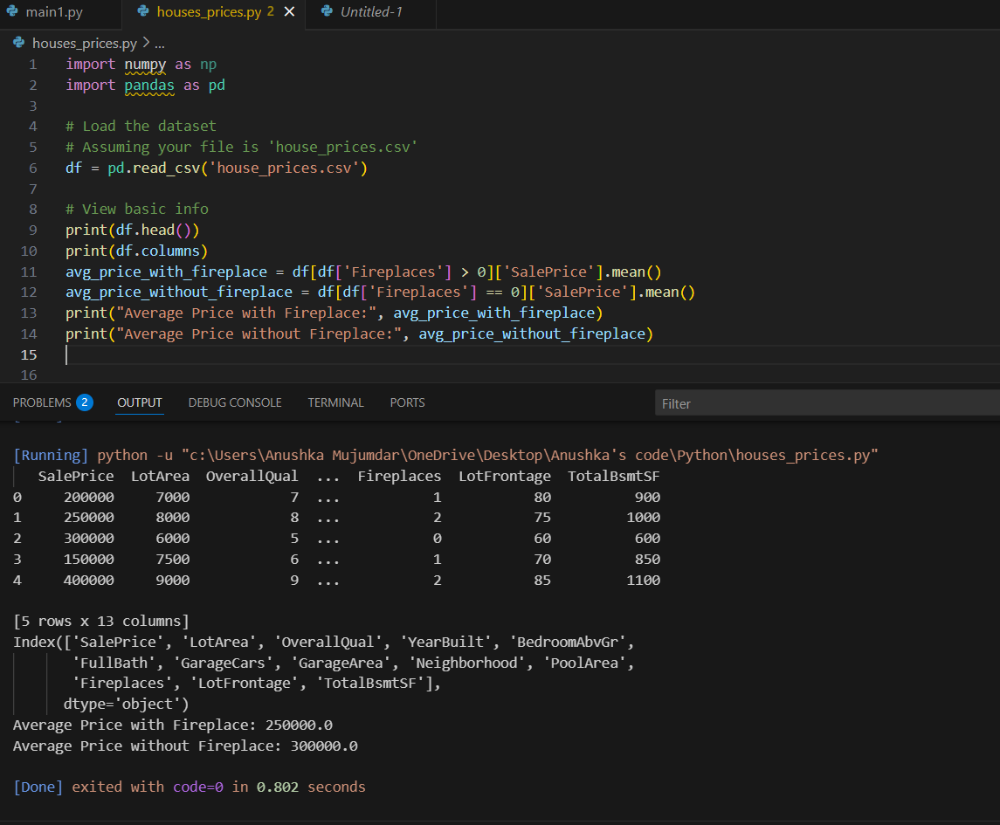 main1.py houses_prices.py 2 Untitled-1
houses_prices.py > ...
1 import numpy as np
2 import pandas as pd
3
4 # Load the dataset
5 # Assuming your file is 'house_prices.csv'
6 df = pd.read_csv('house_prices.csv')
7
8 # View basic info
9 print(df.head())
10 print(df.columns)
11 avg_price_with_fireplace = df[df['Fireplaces'] > 0]['SalePrice'].mean()
12 avg_price_without_fireplace = df[df['Fireplaces'] == 0]['SalePrice'].mean()
13 print("Average Price with Fireplace:", avg_price_with_fireplace)
14 print("Average Price without Fireplace:", avg_price_without_fireplace)
15
16
PROBLEMS 2 OUTPUT DEBUG CONSOLE TERMINAL PORTS Filter
[Running] python -u "c:\Users\Anushka Mujumdar\OneDrive\Desktop\Anushka's code\Python\houses_prices.py"
SalePrice LotArea OverallQual ... Fireplaces LotFrontage TotalBsmtSF
0 200000 7000 7 ... 1 80 900
1 250000 8000 8 ... 2 75 1000
2 300000 6000 5 ... 0 60 600
3 150000 7500 6 ... 1 70 850
4 400000 9000 9 ... 2 85 1100
[5 rows x 13 columns]
Index(['SalePrice', 'LotArea', 'OverallQual', 'YearBuilt', 'BedroomAbvGr',
'FullBath', 'GarageCars', 'GarageArea', 'Neighborhood', 'PoolArea',
'Fireplaces', 'LotFrontage', 'TotalBsmtSF'],
dtype='object')
Average Price with Fireplace: 250000.0
Average Price without Fireplace: 300000.0
[Done] exited with code=0 in 0.802 seconds